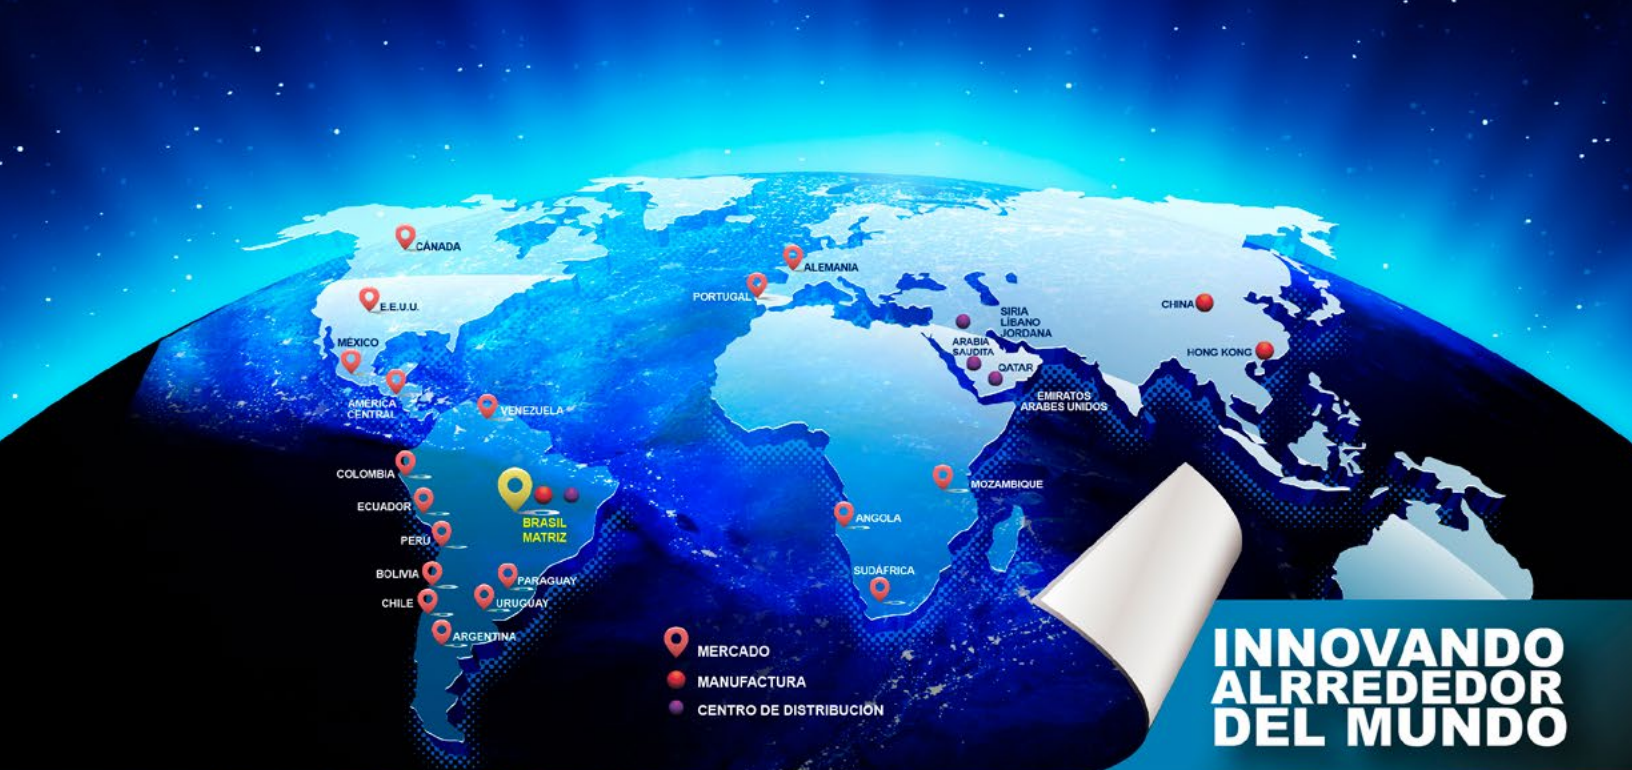 CÁNADA
E.E.U.U.
MÉXICO
AMÉRICA
CENTRAL
VENEZUELA
COLOMBIA
ECUADOR
PERÚ
BOLIVIA
CHILE
ARGENTINA
BRASIL
MATRIZ
PARAGUAY
URUGUAY
PORTUGAL
ALEMANIA
ANGOLA
MOZAMBIQUE
SUDÁFRICA
SIRIA
LÍBANO
JORDANA
ARABIA
SAUDITA
QATAR
EMIRATOS
ARABES UNIDOS
CHINA
HONG KONG
MERCADO
MANUFACTURA
CENTRO DE DISTRIBUCIÓN
INNOVANDO
ALRREDEDOR
DEL MUNDO